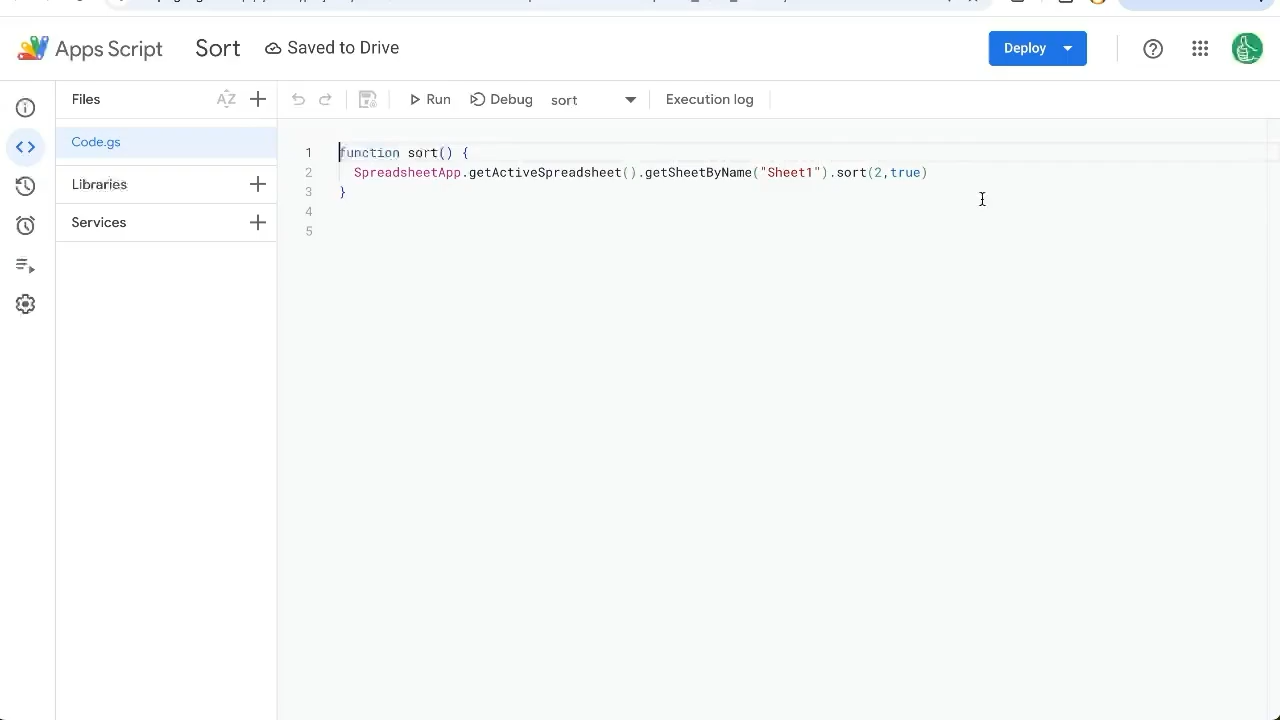 Apps Script Sort Saved to Drive Deploy
Files AZ Run Debug sort Execution log
Code.gs
Libraries
Services
1 function sort() {
2 SpreadsheetApp.getActiveSpreadsheet().getSheetByName("Sheet1").sort(2,true)
3 }
4
5